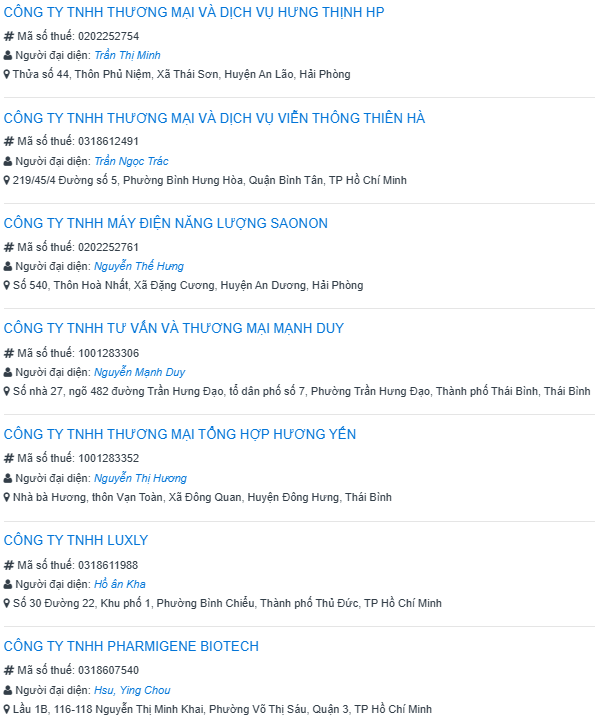 CÔNG TY TNHH THƯƠNG MẠI VÀ DỊCH VỤ HƯNG THỊNH HP
# Mã số thuế: 0202252754
Người đại diện: Trần Thị Minh
Thửa số 44, Thôn Phủ Niệm, Xã Thái Sơn, Huyện An Lão, Hải Phòng
CÔNG TY TNHH THƯƠNG MẠI VÀ DỊCH VỤ VIỄN THÔNG THIÊN HÀ
# Mã số thuế: 0318612491
Người đại diện: Trần Ngọc Trác
219/45/4 Đường số 5, Phường Bình Hưng Hòa, Quận Bình Tân, TP Hồ Chí Minh
CÔNG TY TNHH MÁY ĐIỆN NĂNG LƯỢNG SAONON
# Mã số thuế: 0202252761
Người đại diện: Nguyễn Thế Hưng
Số 540, Thôn Hoà Nhất, Xã Đặng Cương, Huyện An Dương, Hải Phòng
CÔNG TY TNHH TƯ VẤN VÀ THƯƠNG MẠI MẠNH DUY
# Mã số thuế: 1001283306
Người đại diện: Nguyễn Mạnh Duy
Số nhà 27, ngõ 482 đường Trần Hưng Đạo, tổ dân phố số 7, Phường Trần Hưng Đạo, Thành phố Thái Bình, Thái Bình
CÔNG TY TNHH THƯƠNG MẠI TỔNG HỢP HƯƠNG YẾN
# Mã số thuế: 1001283352
Người đại diện: Nguyễn Thị Hương
Nhà bà Hương, thôn Vạn Toàn, Xã Đông Quan, Huyện Đông Hưng, Thái Bình
CÔNG TY TNHH LUXLY
# Mã số thuế: 0318611988
Người đại diện: Hồ ân Kha
Số 30 Đường 22, Khu phố 1, Phường Bình Chiểu, Thành phố Thủ Đức, TP Hồ Chí Minh
CÔNG TY TNHH PHARMIGENE BIOTECH
# Mã số thuế: 0318607540
Người đại diện: Hsu, Ying Chou
Lầu 1B, 116-118 Nguyễn Thị Minh Khai, Phường Võ Thị Sáu, Quận 3, TP Hồ Chí Minh